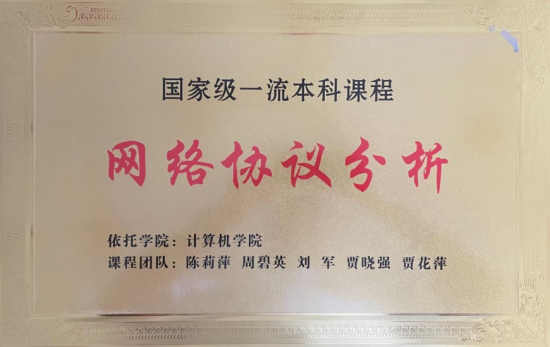 国家级一流本科课程
网络协议分析
依托学院：计算机学院
课程团队：陈莉萍 周碧英 刘 军 贾晓强 贾花萍